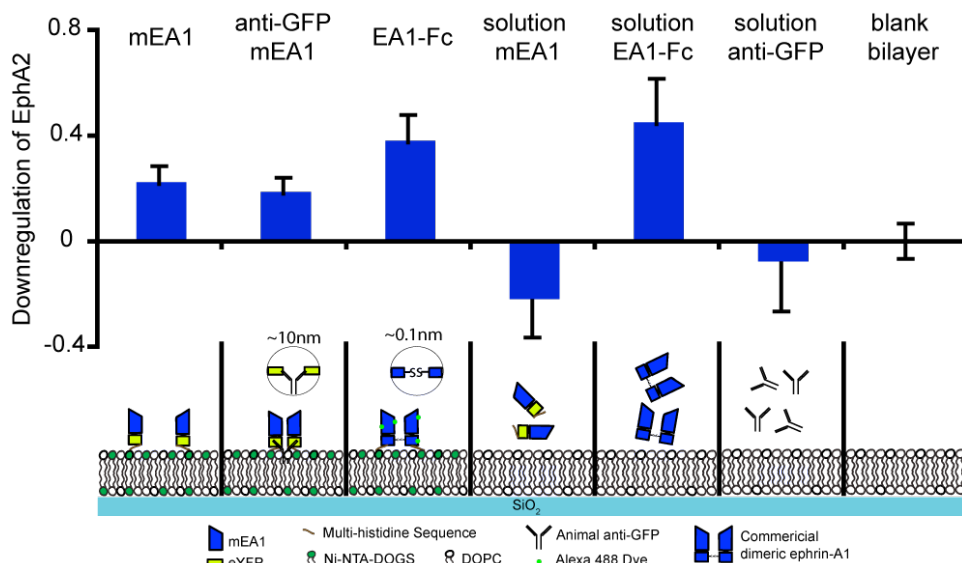 0.8
0.4
0
-0.4
Downregulation of EphA2
mEA1
anti-GFP
mEA1
EA1-Fc
solution
mEA1
solution
EA1-Fc
solution
anti-GFP
blank
bilayer
~10nm
~0.1nm
SS
SiO2
mEA1
eYFP
Multi-histidine Sequence
Ni-NTA-DOGS
DOPC
Animal anti-GFP
Alexa 488 Dye
Commericial
dimeric ephrin-A1